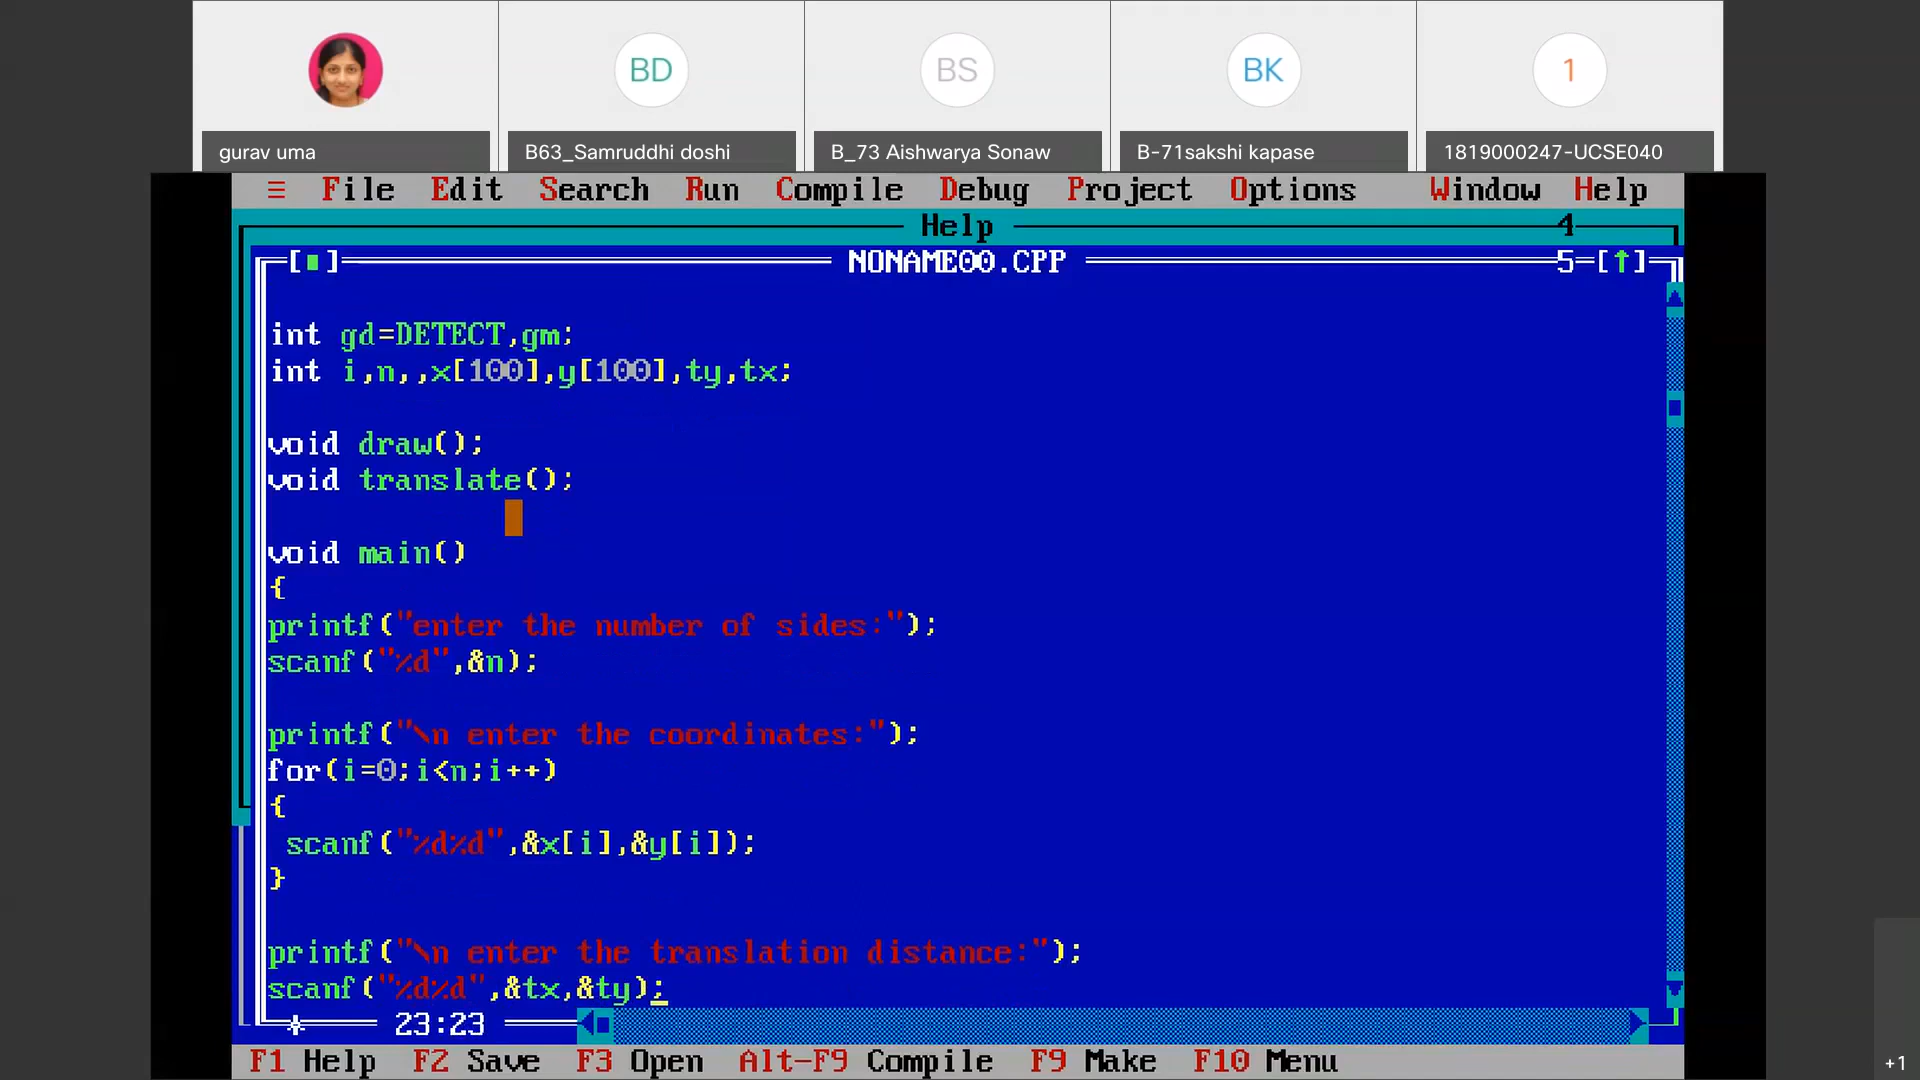 BD
BS
BK
1
gurav uma
B63_Samruddhi doshi
B_73 Aishwarya Sonaw
B-71sakshi kapase
1819000247-UCSE040
≡ File Edit Search Run Compile Debug Project Options Window Help
Help 4
[■] NONAME00.CPP 5=[↑]
int gd=DETECT,gm;
int i,n,,x[100],y[100],ty,tx;
void draw();
void translate();
void main()
{
printf("enter the number of sides:");
scanf("%d",&n);
printf("\n enter the coordinates:");
for(i=0;i<n;i++)
{
scanf("%d%d",&x[i],&y[i]);
}
printf("\n enter the translation distance:");
scanf("%d%d",&tx,&ty);
23:23
F1 Help F2 Save F3 Open Alt-F9 Compile F9 Make F10 Menu
+1